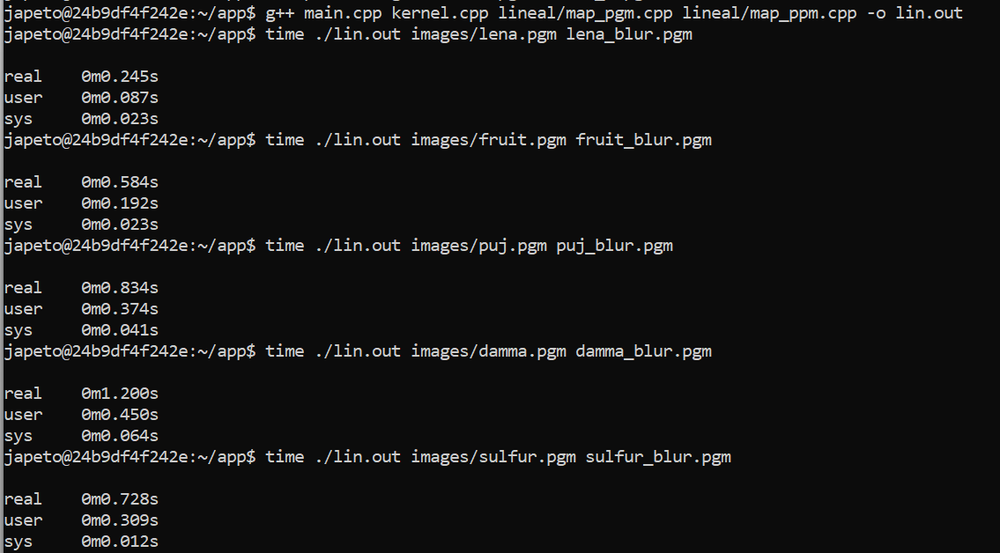 japeto@24b9df4f242e:~/app$ g++ main.cpp kernel.cpp lineal/map_pgm.cpp lineal/map_ppm.cpp -o lin.out
japeto@24b9df4f242e:~/app$ time ./lin.out images/lena.pgm lena_blur.pgm
real 0m0.245s
user 0m0.087s
sys 0m0.023s
japeto@24b9df4f242e:~/app$ time ./lin.out images/fruit.pgm fruit_blur.pgm
real 0m0.584s
user 0m0.192s
sys 0m0.023s
japeto@24b9df4f242e:~/app$ time ./lin.out images/puj.pgm puj_blur.pgm
real 0m0.834s
user 0m0.374s
sys 0m0.041s
japeto@24b9df4f242e:~/app$ time ./lin.out images/damma.pgm damma_blur.pgm
real 0m1.200s
user 0m0.450s
sys 0m0.064s
japeto@24b9df4f242e:~/app$ time ./lin.out images/sulfur.pgm sulfur_blur.pgm
real 0m0.728s
user 0m0.309s
sys 0m0.012s